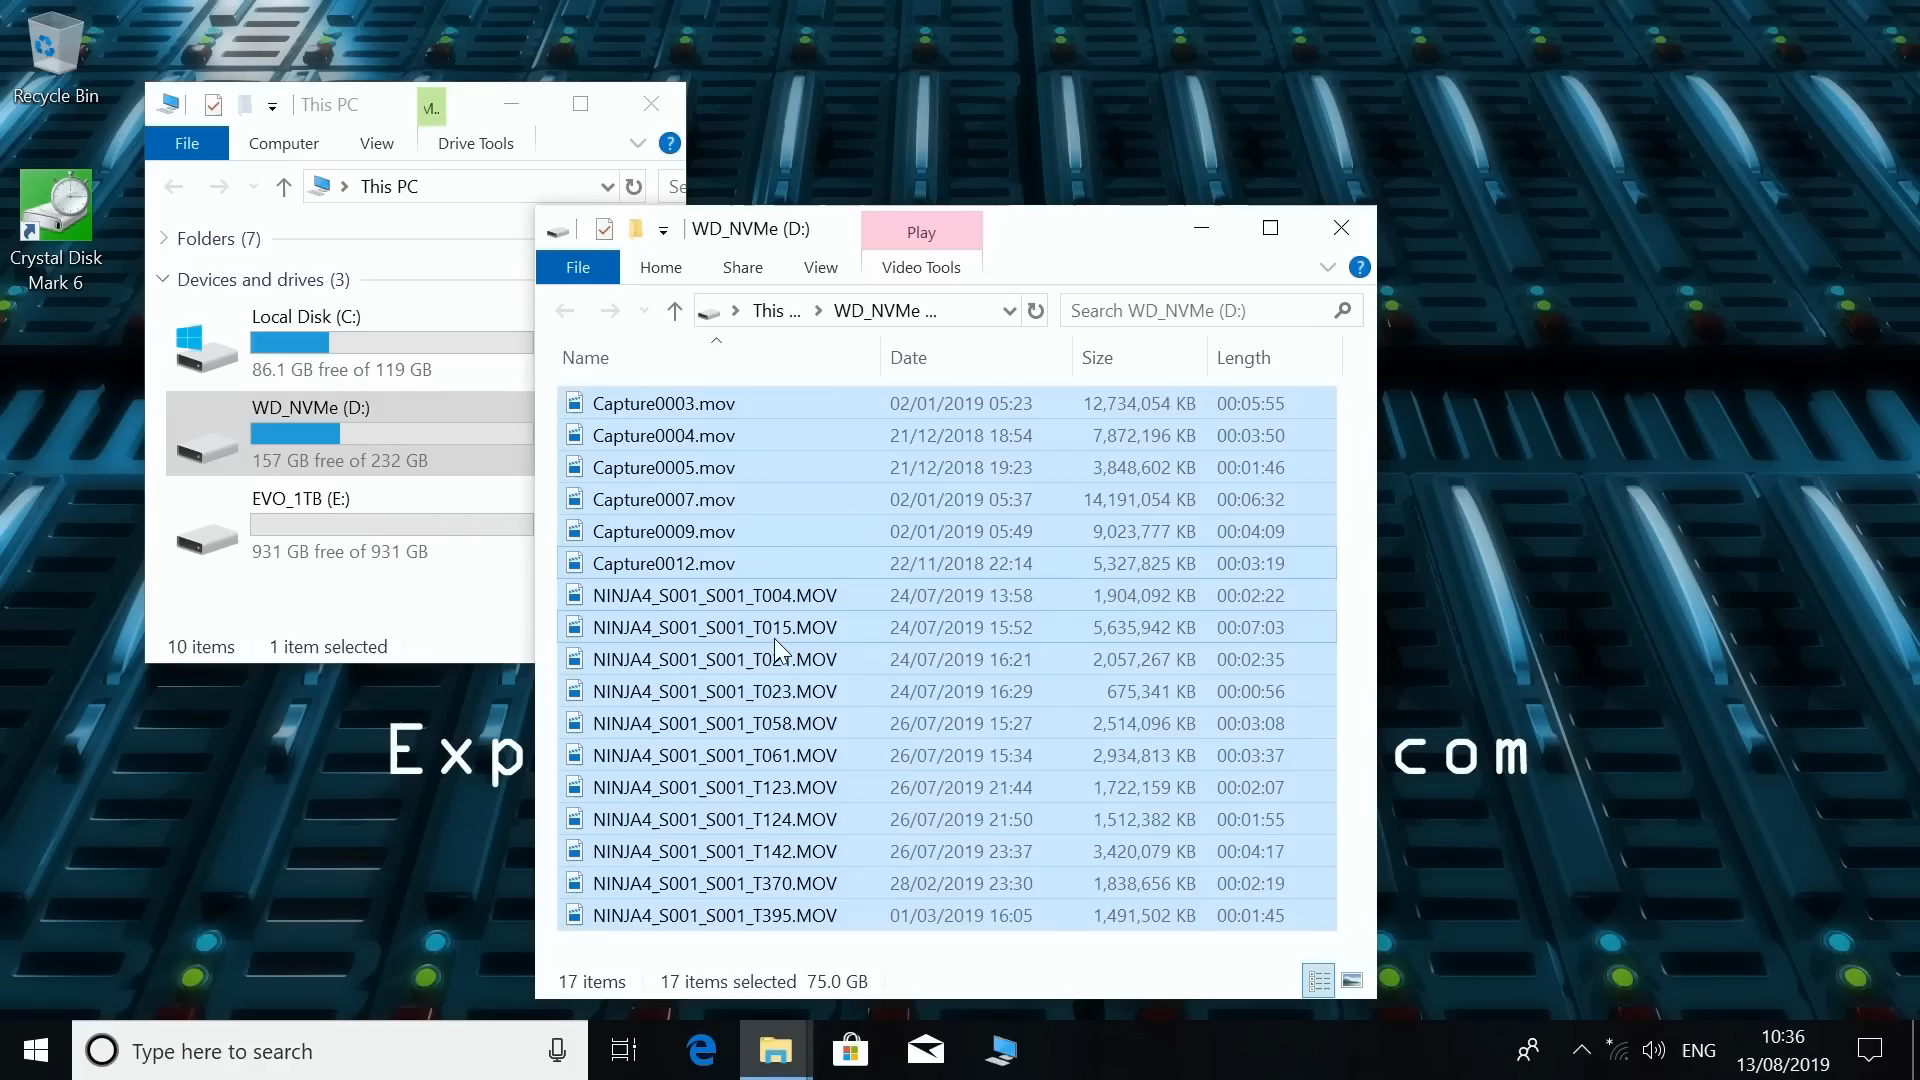 Recycle Bin
Crystal Disk
Mark 6
This PC
M..
File
Computer
View
Drive Tools
?
This PC
Se
Folders (7)
Devices and drives (3)
Local Disk (C:)
86.1 GB free of 119 GB
WD_NVMe (D:)
157 GB free of 232 GB
EVO_1TB (E:)
931 GB free of 931 GB
10 items 1 item selected
WD_NVMe (D:)
Play
File
Home
Share
View
Video Tools
?
This ...
WD_NVMe ...
Search WD_NVMe (D:)
Name Date Size Length
Capture0003.mov 02/01/2019 05:23 12,734,054 KB 00:05:55
Capture0004.mov 21/12/2018 18:54 7,872,196 KB 00:03:50
Capture0005.mov 21/12/2018 19:23 3,848,602 KB 00:01:46
Capture0007.mov 02/01/2019 05:37 14,191,054 KB 00:06:32
Capture0009.mov 02/01/2019 05:49 9,023,777 KB 00:04:09
Capture0012.mov 22/11/2018 22:14 5,327,825 KB 00:03:19
NINJA4_S001_S001_T004.MOV 24/07/2019 13:58 1,904,092 KB 00:02:22
NINJA4_S001_S001_T015.MOV 24/07/2019 15:52 5,635,942 KB 00:07:03
24/07/2019 16:21 2,057,267 KB 00:02:35
NINJA4_S001_S001_T023.MOV 24/07/2019 16:29 675,341 KB 00:00:56
NINJA4_S001_S001_T058.MOV 26/07/2019 15:27 2,514,096 KB 00:03:08
NINJA4_S001_S001_T061.MOV 26/07/2019 15:34 2,934,813 KB 00:03:37
NINJA4_S001_S001_T123.MOV 26/07/2019 21:44 1,722,159 KB 00:02:07
NINJA4_S001_S001_T124.MOV 26/07/2019 21:50 1,512,382 KB 00:01:55
NINJA4_S001_S001_T142.MOV 26/07/2019 23:37 3,420,079 KB 00:04:17
NINJA4_S001_S001_T370.MOV 28/02/2019 23:30 1,838,656 KB 00:02:19
NINJA4_S001_S001_T395.MOV 01/03/2019 16:05 1,491,502 KB 00:01:45
17 items 17 items selected 75.0 GB
Exp
com
Type here to search
ENG
10:36
13/08/2019